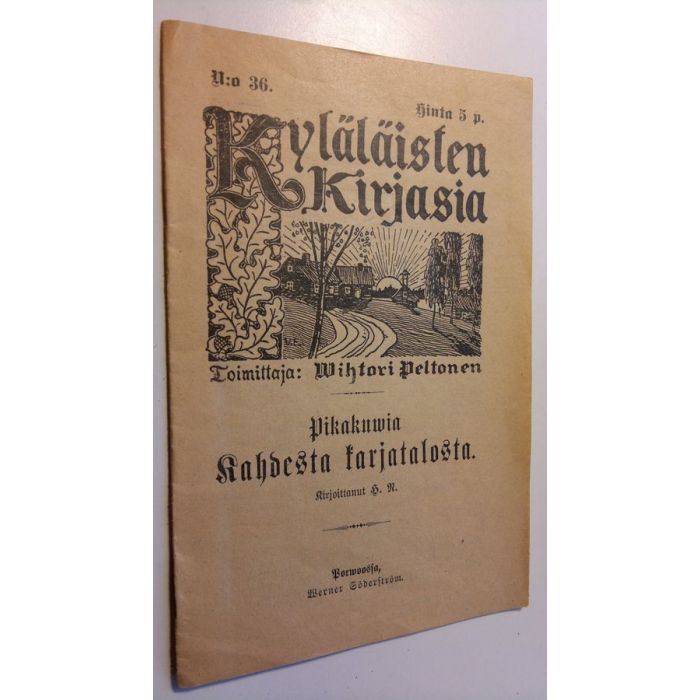 N:o 36.
Hinta 5 p.
Kyläläisten
Kirjasia
V.F.
Toimittaja: Wihtori Peltonen
Pikakuwia
Kahdesta karjatalosta.
Kirjoittanut H. N.
Porwoossa,
Werner Söderström.